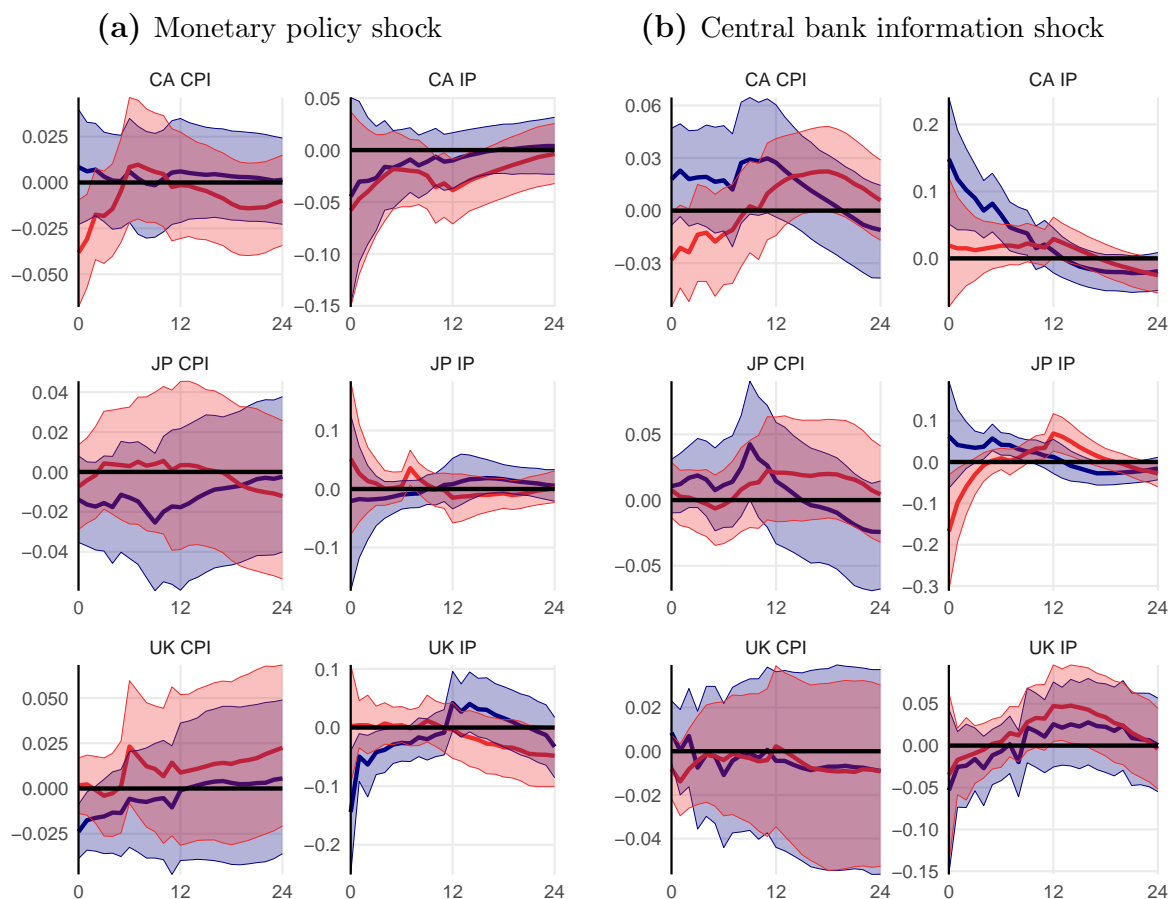 (a) Monetary policy shock
(b) Central bank information shock
CA CPI
CA IP
CA CPI
CA IP
0.025
0.000
−0.025
−0.050
0.05
0.00
−0.05
−0.10
−0.15
0.06
0.03
0.00
−0.03
0.2
0.1
0.0
0 12 24
0 12 24
0 12 24
0 12 24
JP CPI
JP IP
JP CPI
JP IP
0.04
0.02
0.00
−0.02
−0.04
0.1
0.0
−0.1
0.05
0.00
−0.05
0.1
0.0
−0.1
−0.2
−0.3
0 12 24
0 12 24
0 12 24
0 12 24
UK CPI
UK IP
UK CPI
UK IP
0.050
0.025
0.000
−0.025
0.1
0.0
−0.1
−0.2
0.02
0.00
−0.02
−0.04
0.05
0.00
−0.05
−0.10
−0.15
0 12 24
0 12 24
0 12 24
0 12 24